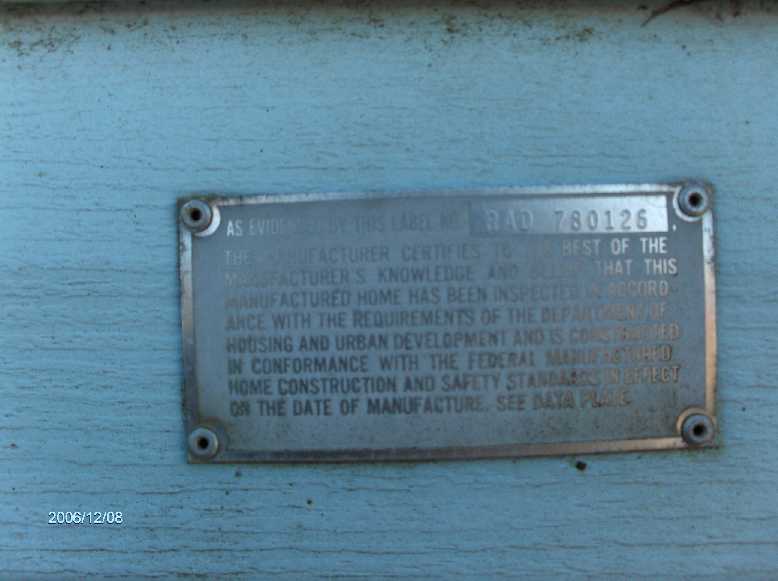 AS EVIDENCED BY THIS LABEL NO. RAD 780126.
THE MANUFACTURER CERTIFIES TO THE BEST OF THE
MANUFACTURER'S KNOWLEDGE AND BELIEF THAT THIS
MANUFACTURED HOME HAS BEEN INSPECTED IN ACCORD-
ANCE WITH THE REQUIREMENTS OF THE DEPARTMENT OF
HOUSING AND URBAN DEVELOPMENT AND IS CONSTRUCTED
IN CONFORMANCE WITH THE FEDERAL MANUFACTURED
HOME CONSTRUCTION AND SAFETY STANDARDS IN EFFECT
ON THE DATE OF MANUFACTURE. SEE DATA PLATE.
2006/12/08